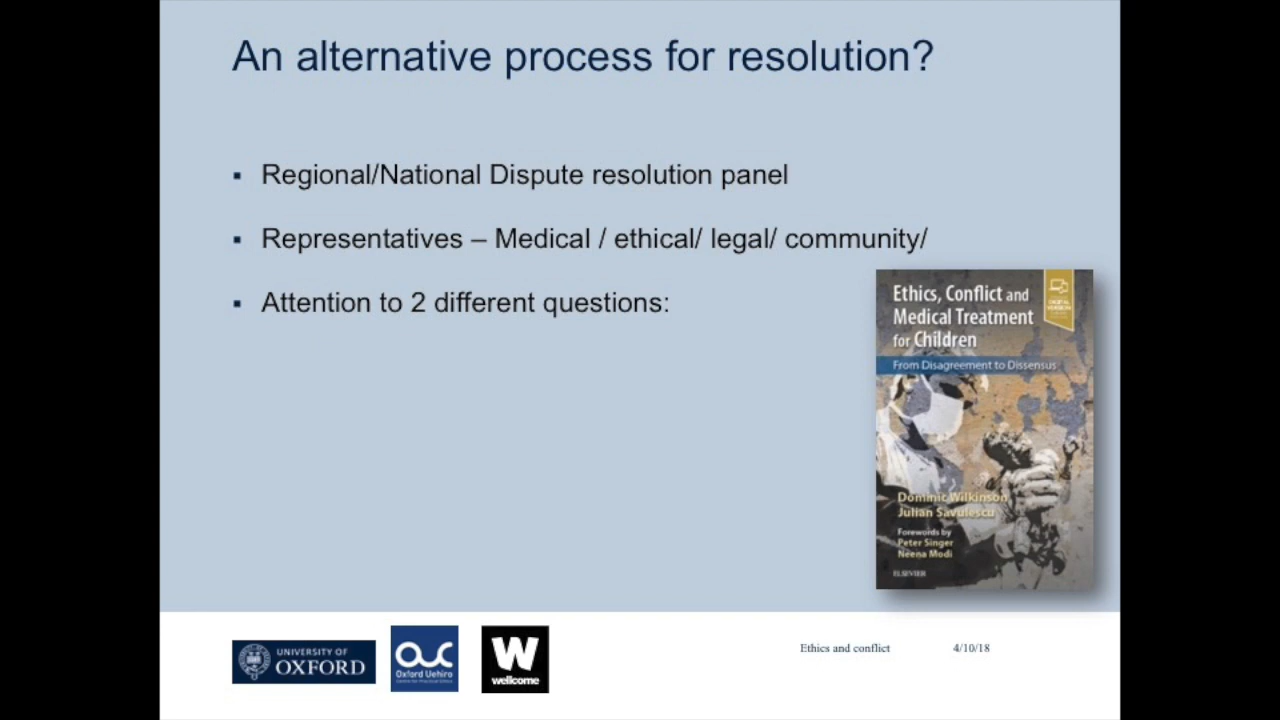 An alternative process for resolution?
▪ Regional/National Dispute resolution panel
▪ Representatives – Medical / ethical/ legal/ community/
▪ Attention to 2 different questions:
Ethics, Conflict and
Medical Treatment
for Children
DIGITAL
VERSION
From Disagreement to Dissensus
Dominic Wilkinson
Julian Savulescu
Forewords by
Peter Singer
Neena Modi
ELSEVIER
UNIVERSITY OF
OXFORD
OUC
Oxford Uehiro
Centre for Practical Ethics
W
wellcome
Ethics and conflict
4/10/18